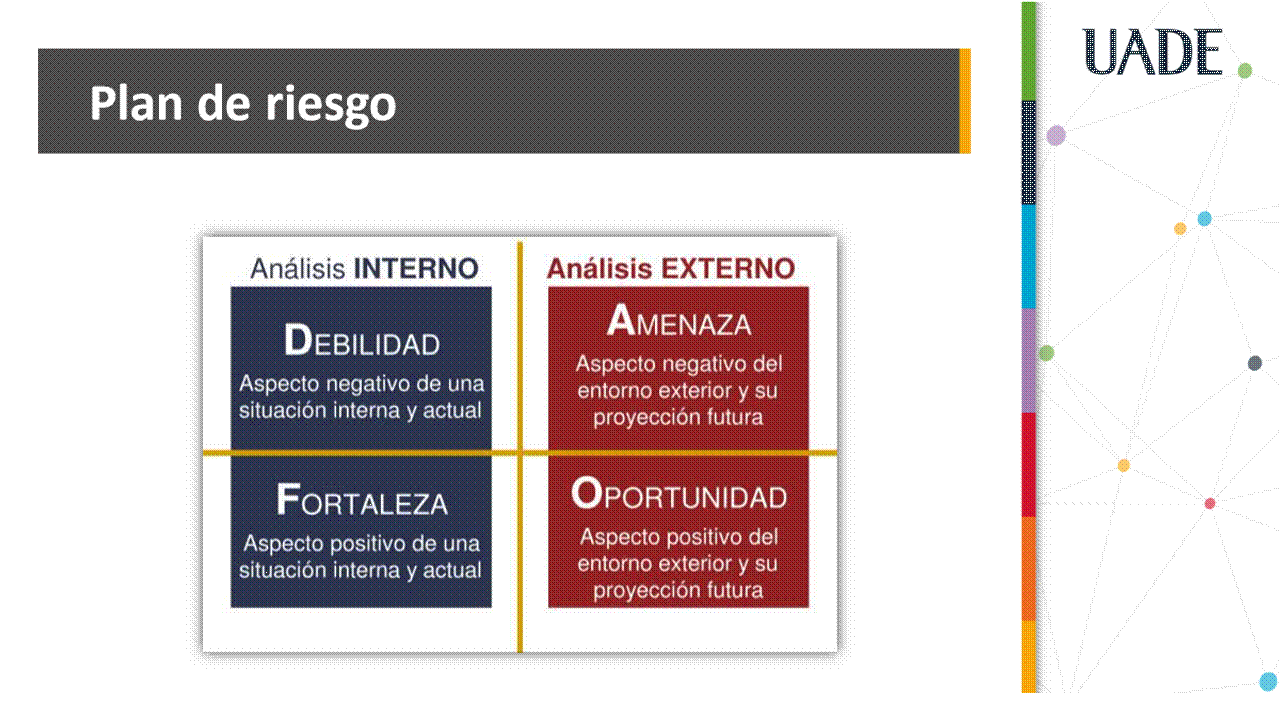 UADE
Plan de riesgo
Análisis INTERNO
DEBILIDAD
Aspecto negativo de una
situación interna y actual
FORTALEZA
Aspecto positivo de una
situación interna y actual
Análisis EXTERNO
AMENAZA
Aspecto negativo del
entorno exterior y su
proyección futura
OPORTUNIDAD
Aspecto positivo del
entorno exterior y su
proyección futura